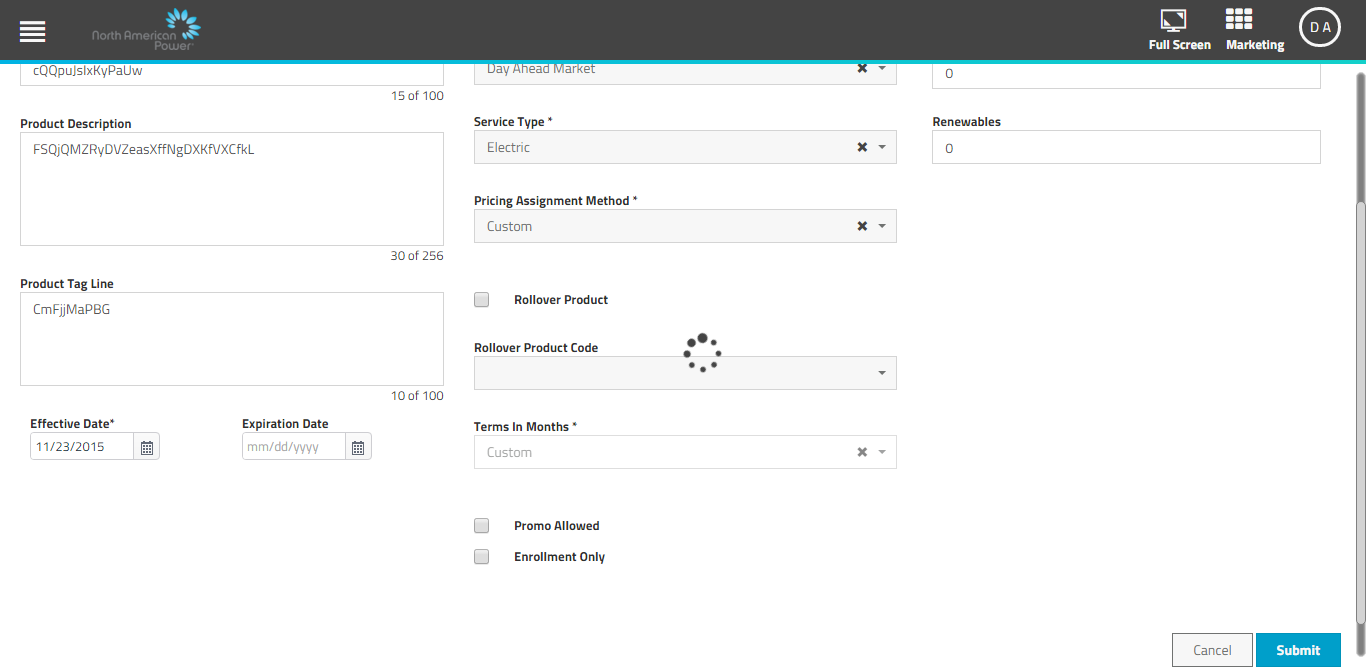 North American
Power
Full Screen
Marketing
D A
cQQpuJsIxKyPaUw
15 of 100
Product Description
FSQjQMZRyDVZeasXffNgDXKfVXCfkL
30 of 256
Product Tag Line
CmFjjMaPBG
10 of 100
Effective Date*
11/23/2015
Expiration Date
mm/dd/yyyy
Day Ahead Market
Service Type *
Electric
Pricing Assignment Method *
Custom
Rollover Product
Rollover Product Code
Terms In Months *
Custom
Promo Allowed
Enrollment Only
0
Renewables
0
Cancel
Submit